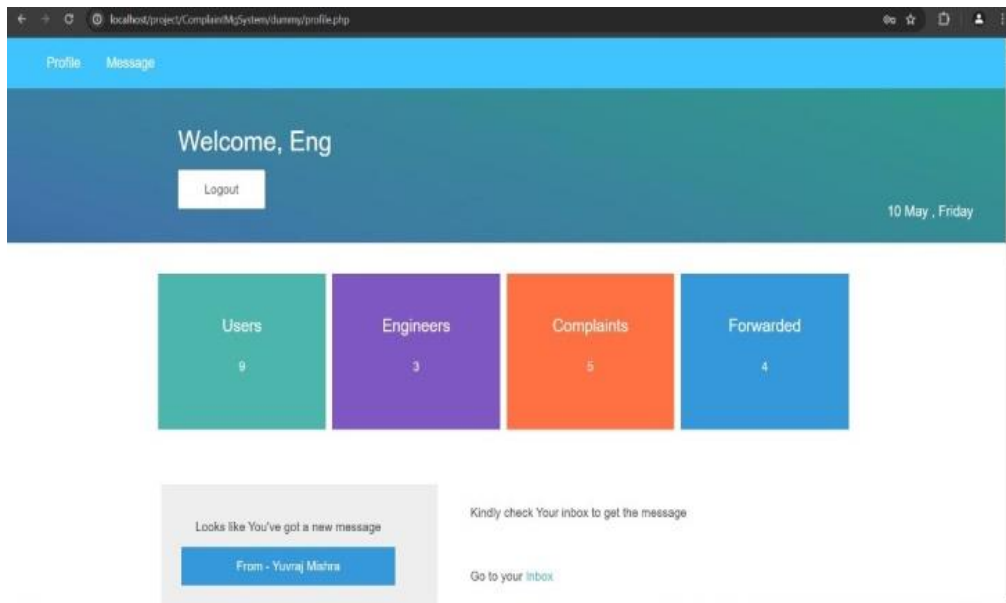 localhost/project/ComplaintMgSystem/dummy/profile.php
Profile Message
Welcome, Eng
Logout
10 May , Friday
Users
9
Engineers
3
Complaints
5
Forwarded
4
Looks like You've got a new message
From - Yuvraj Mishra
Kindly check Your inbox to get the message
Go to your Inbox